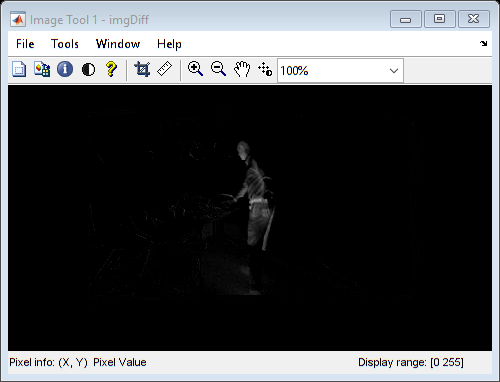 Image Tool 1 - imgDiff
File Tools Window Help
100%
Pixel info: (X, Y) Pixel Value Display range: [0 255]